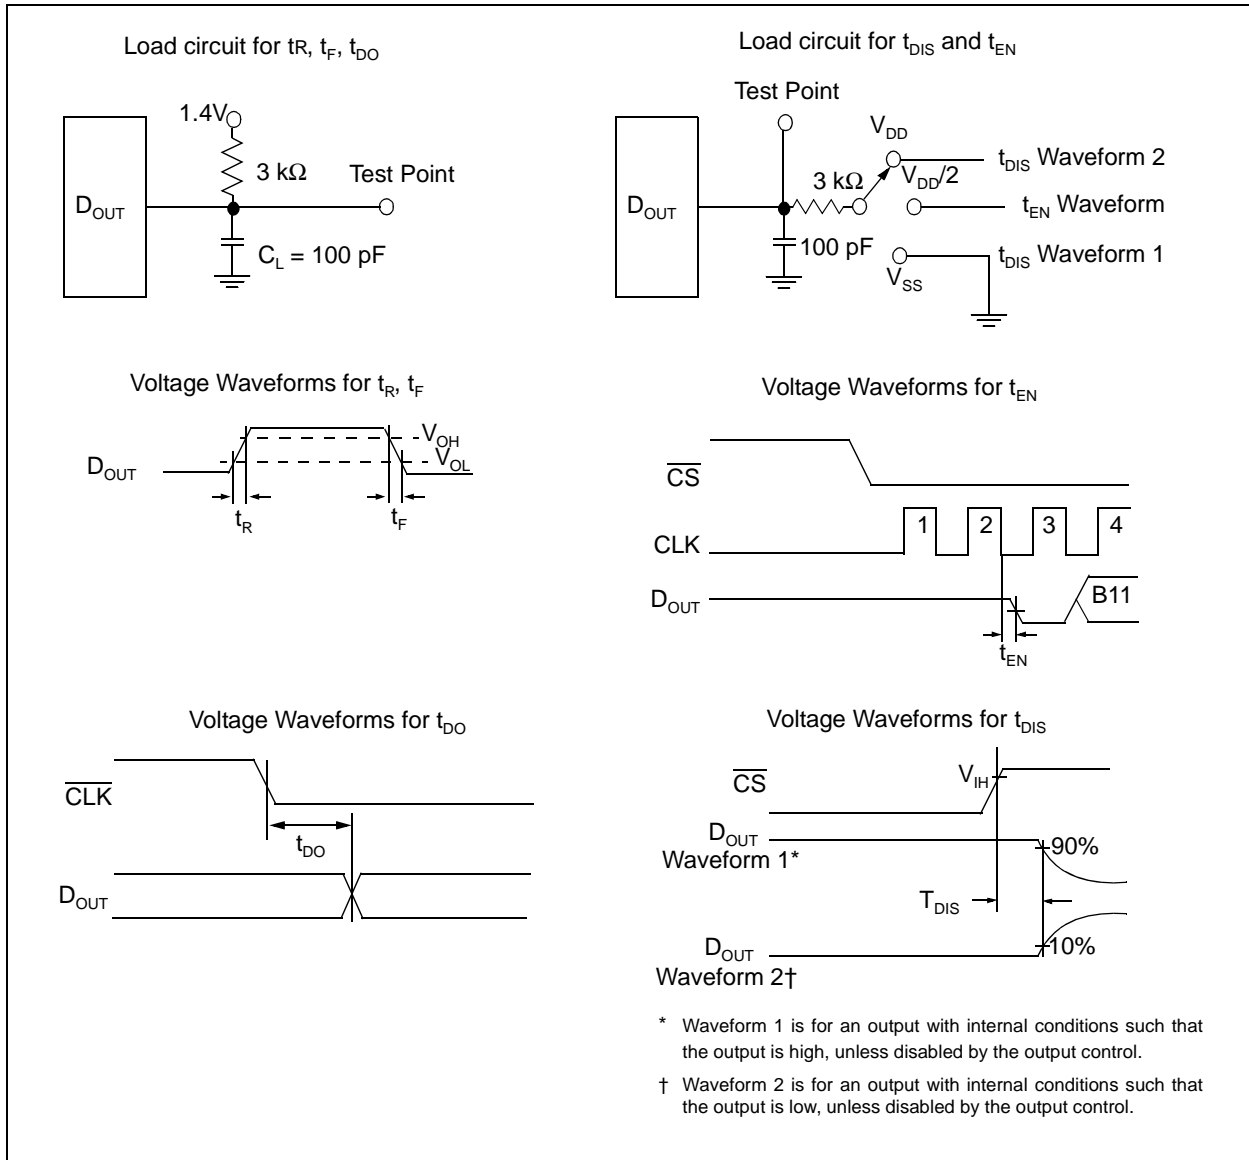 Load circuit for tR, tF, tDO
1.4V
3 kΩ
Test Point
DOUT
CL = 100 pF
Load circuit for tDIS and tEN
Test Point
VDD
tDIS Waveform 2
VDD/2
3 kΩ
DOUT
tEN Waveform
100 pF
tDIS Waveform 1
VSS
Voltage Waveforms for tR, tF
VOH
VOL
DOUT
tR
tF
Voltage Waveforms for tEN
CS
1 2 3 4
CLK
DOUT
B11
tEN
Voltage Waveforms for tDO
CLK
tDO
DOUT
Voltage Waveforms for tDIS
VIH
CS
DOUT
Waveform 1*
90%
TDIS
DOUT
10%
Waveform 2†
* Waveform 1 is for an output with internal conditions such that
the output is high, unless disabled by the output control.
† Waveform 2 is for an output with internal conditions such that
the output is low, unless disabled by the output control.